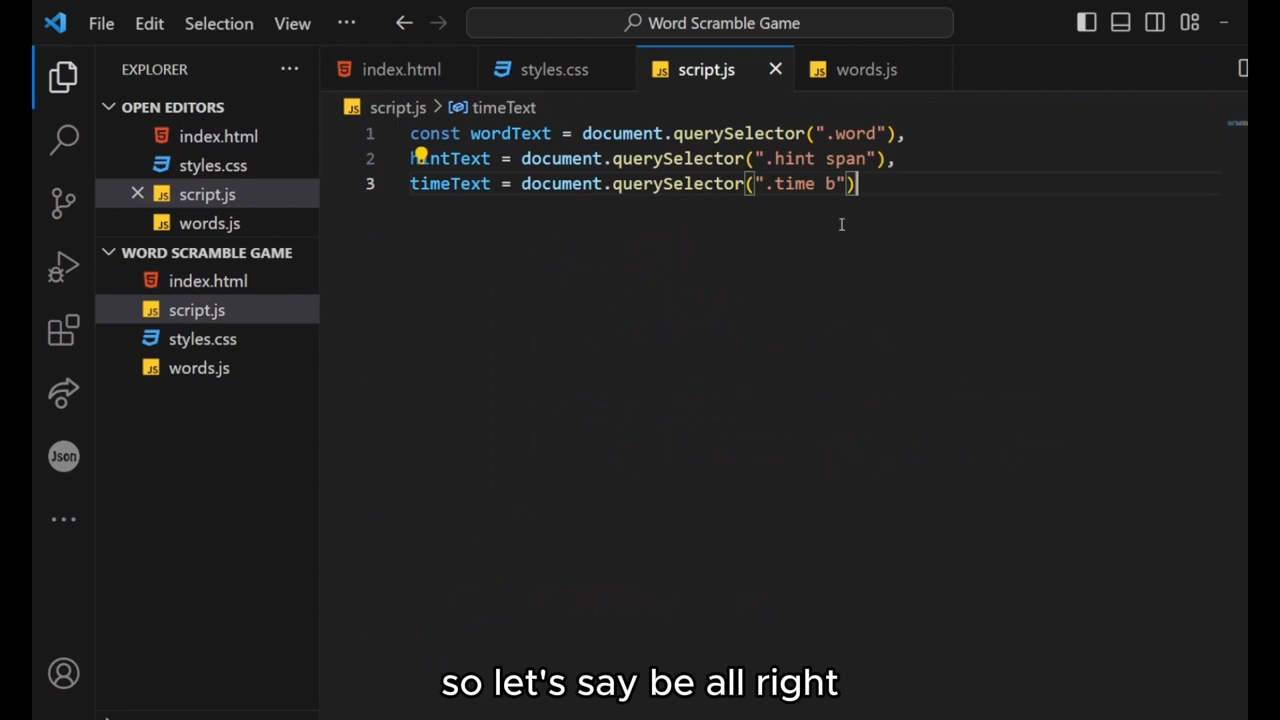 File Edit Selection View ··· Word Scramble Game
EXPLORER ···
index.html styles.css script.js words.js
OPEN EDITORS
index.html
styles.css
script.js
words.js
WORD SCRAMBLE GAME
index.html
script.js
styles.css
words.js
Json
script.js > timeText
1 const wordText = document.querySelector(".word"),
2 hintText = document.querySelector(".hint span"),
3 timeText = document.querySelector(".time b")
so let's say be all right